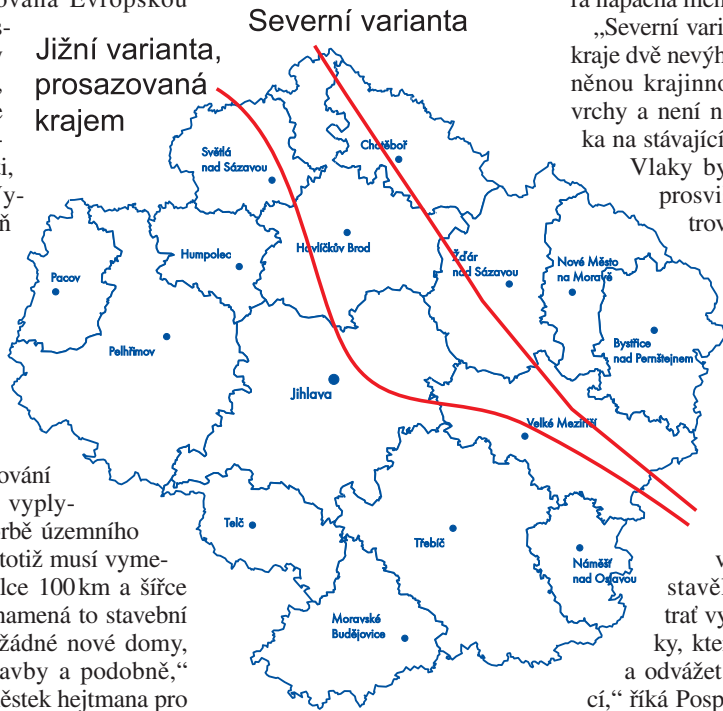 ována Evropskou
Severní varianta
Jižní varianta,
prosazovaná
krajem
„Severní vari
kraje dvě nevýh
něnou krajinno
vrchy a není n
ka na stávající
Vlaky by
prosvi
trov
Světlá
nad Sázavou
Chotěboř
Humpolec
Havlíčkův Brod
Žďár
nad Sázavou
Nové Město
na Moravě
Pacov
Pelhřimov
Bystřice
nad Pernštejnem
Jihlava
Velké Meziříčí
Telč
Třebíč
Náměšť
nad Oslavou
Moravské
Budějovice
ování
vyply-
rbě územního
totiž musí vyme-
lce 100 km a šířce
namená to stavební
žádné nové domy,
avby a podobně,“
ěstek hejtmana pro
v
stavěl
trať vy
ky, kte
a odvážet
cí,“ říká Posp